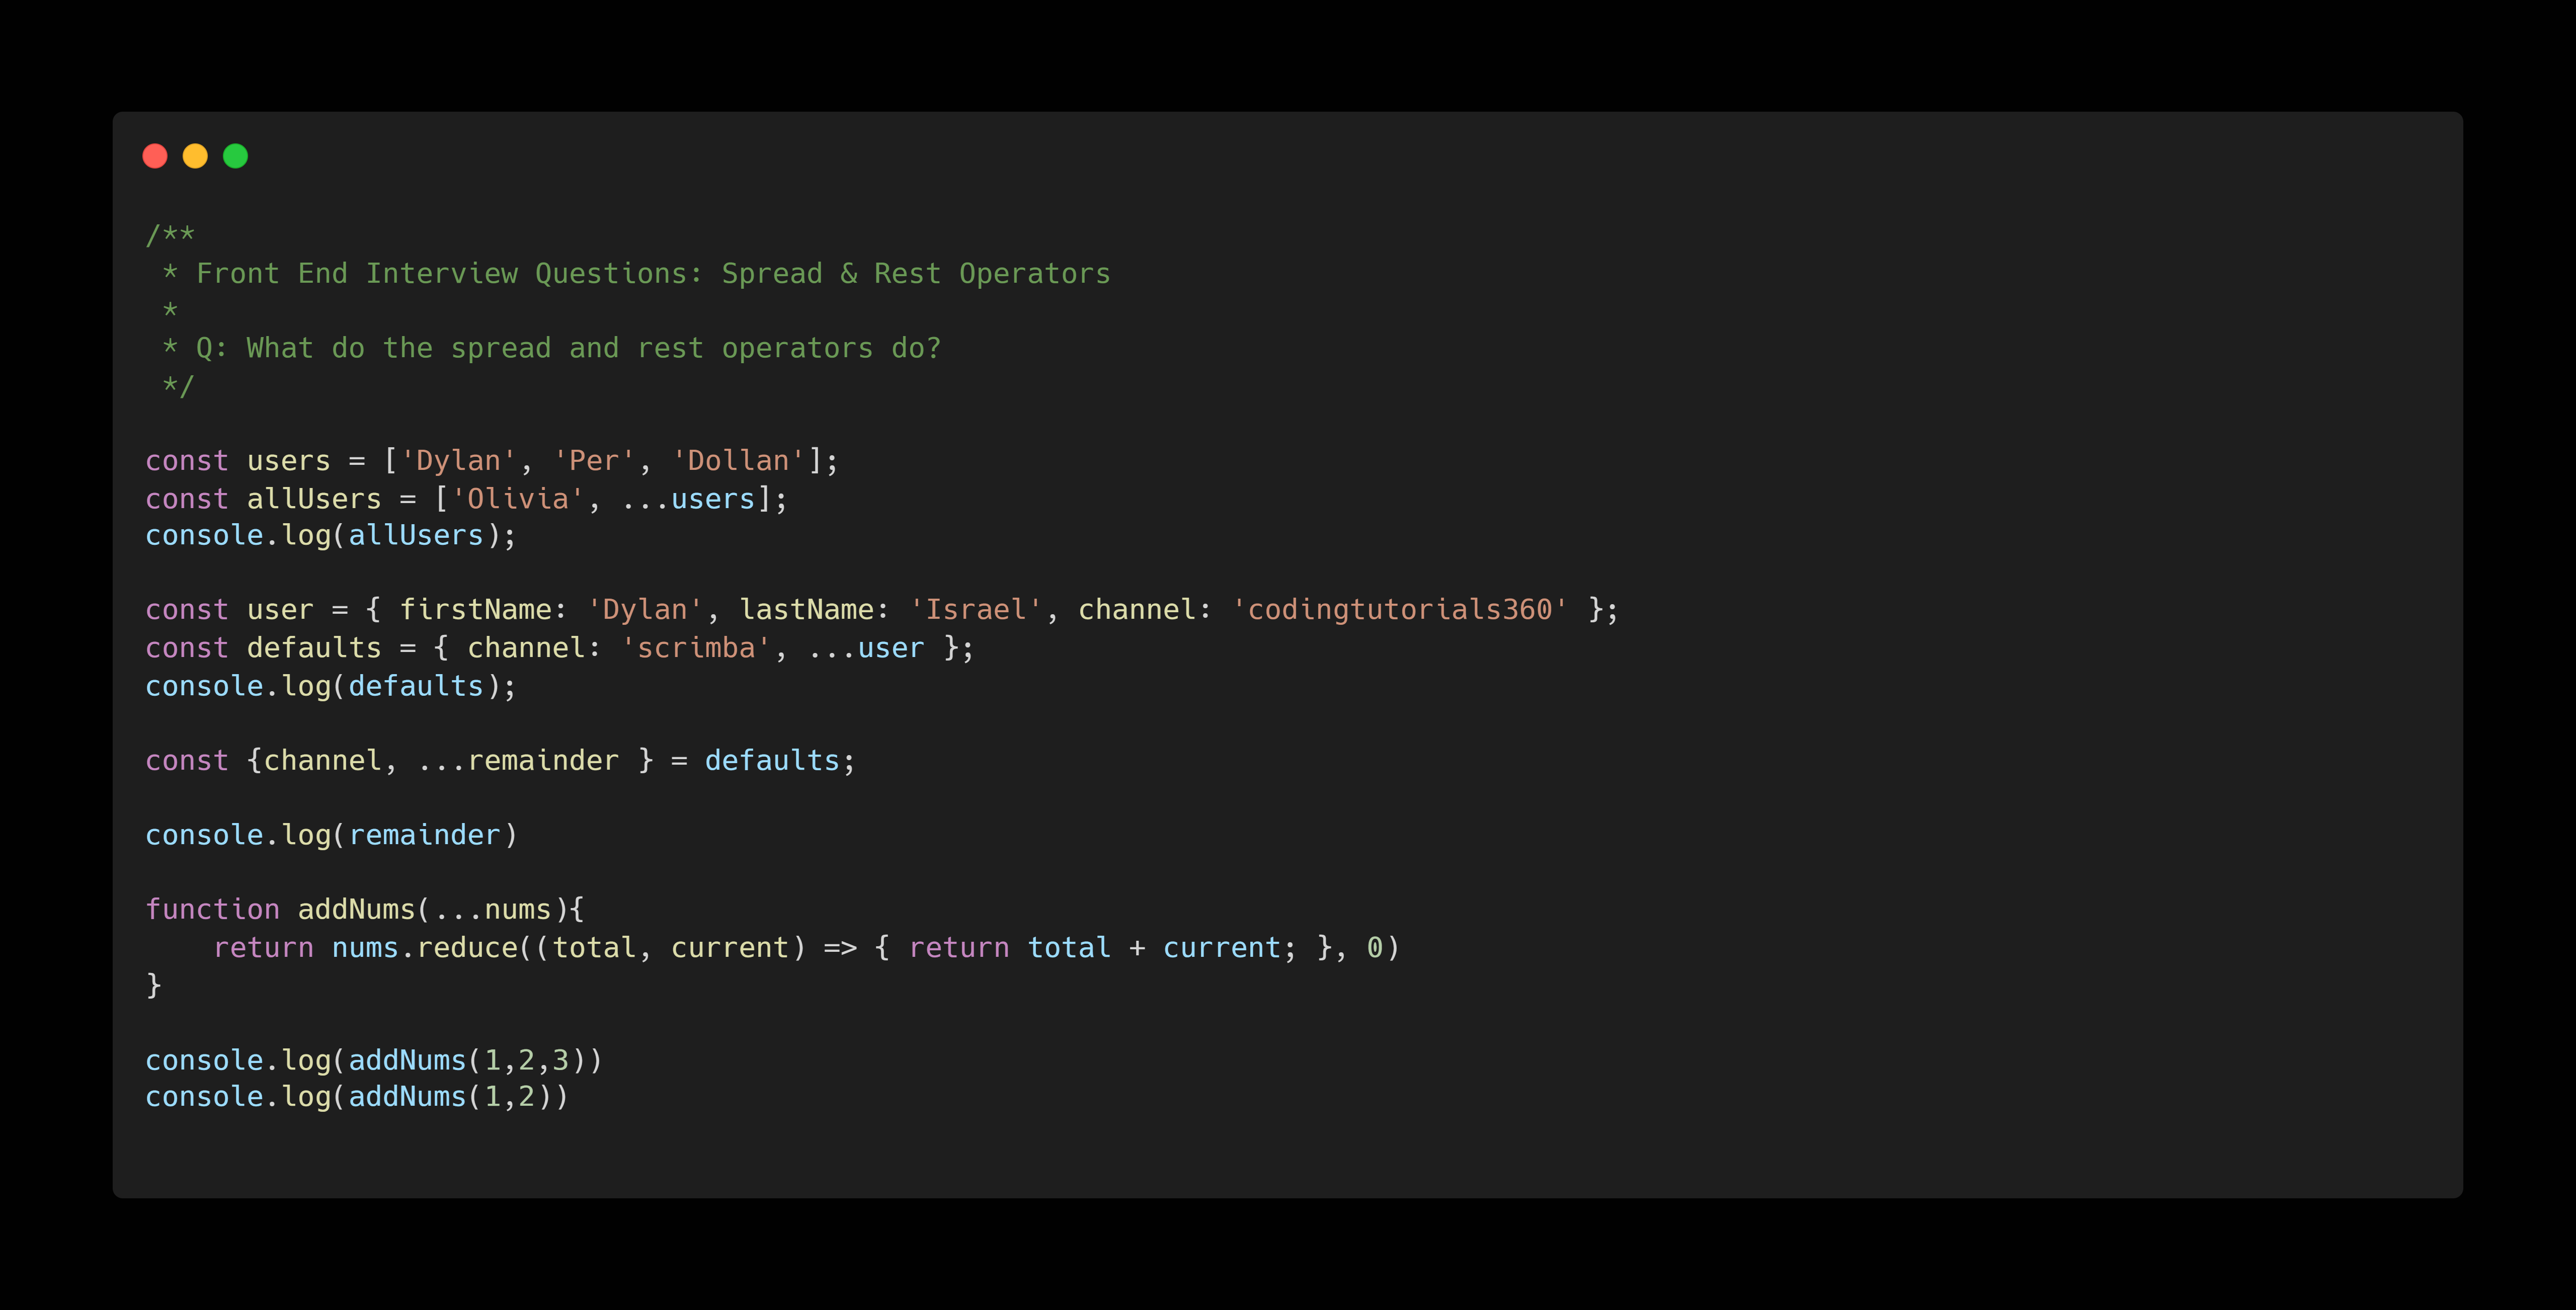 /**
 * Front End Interview Questions: Spread & Rest Operators
 *
 * Q: What do the spread and rest operators do?
 */

const users = ['Dylan', 'Per', 'Dollan'];
const allUsers = ['Olivia', ...users];
console.log(allUsers);

const user = { firstName: 'Dylan', lastName: 'Israel', channel: 'codingtutorials360' };
const defaults = { channel: 'scrimba', ...user };
console.log(defaults);

const {channel, ...remainder } = defaults;

console.log(remainder)

function addNums(...nums){
    return nums.reduce((total, current) => { return total + current; }, 0)
}

console.log(addNums(1,2,3))
console.log(addNums(1,2))